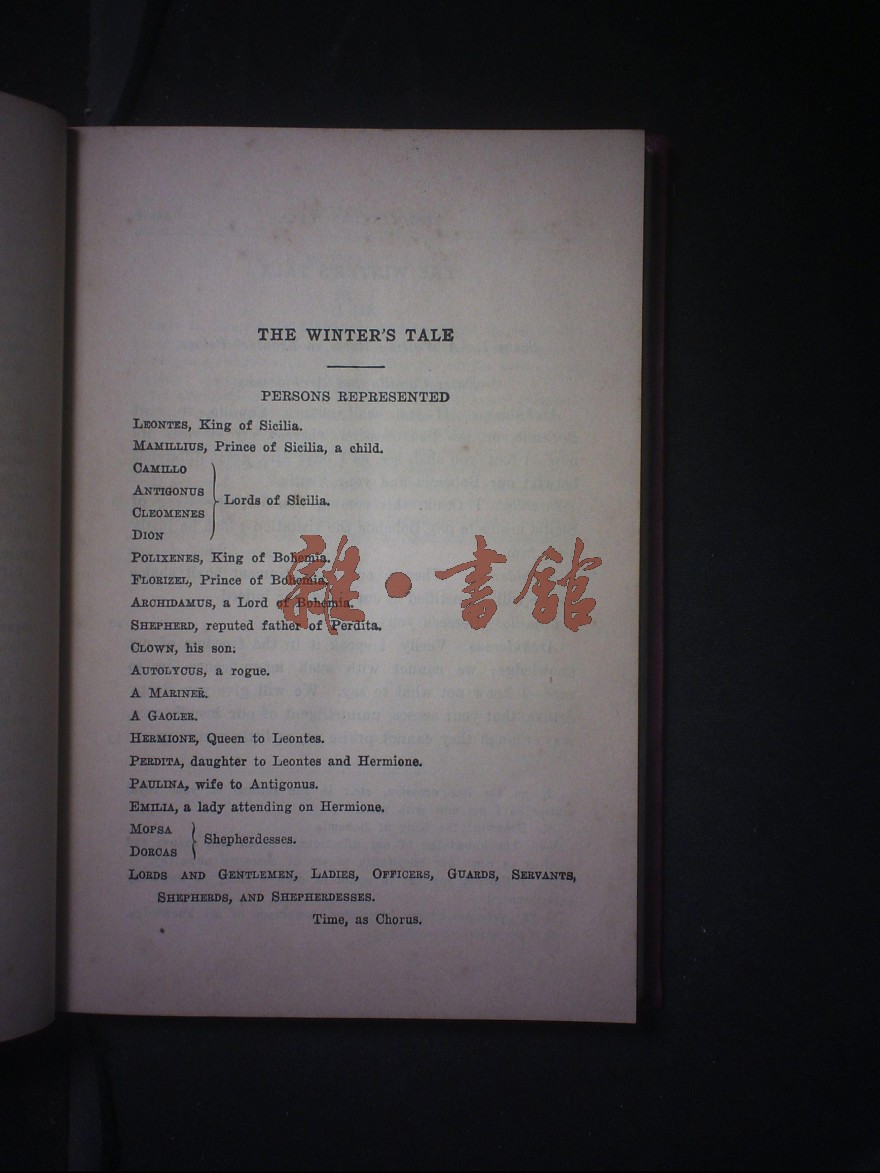 THE WINTER'S TALE
PERSONS REPRESENTED
LEONTES, King of Sicilia.
MAMILLIUS, Prince of Sicilia, a child.
CAMILLO
ANTIGONUS
CLEOMENES
DION
Lords of Sicilia.
POLIXENES, King of Bohemia.
FLORIZEL, Prince of Bohemia.
ARCHIDAMUS, a Lord of Bohemia.
SHEPHERD, reputed father of Perdita.
CLOWN, his son.
AUTOLYCUS, a rogue.
A MARINER.
A GAOLER.
HERMIONE, Queen to Leontes.
PERDITA, daughter to Leontes and Hermione.
PAULINA, wife to Antigonus.
EMILIA, a lady attending on Hermione.
MOPSA
DORCAS
Shepherdesses.
LORDS AND GENTLEMEN, LADIES, OFFICERS, GUARDS, SERVANTS,
SHEPHERDS, AND SHEPHERDESSES.
Time, as Chorus.
雜•書館